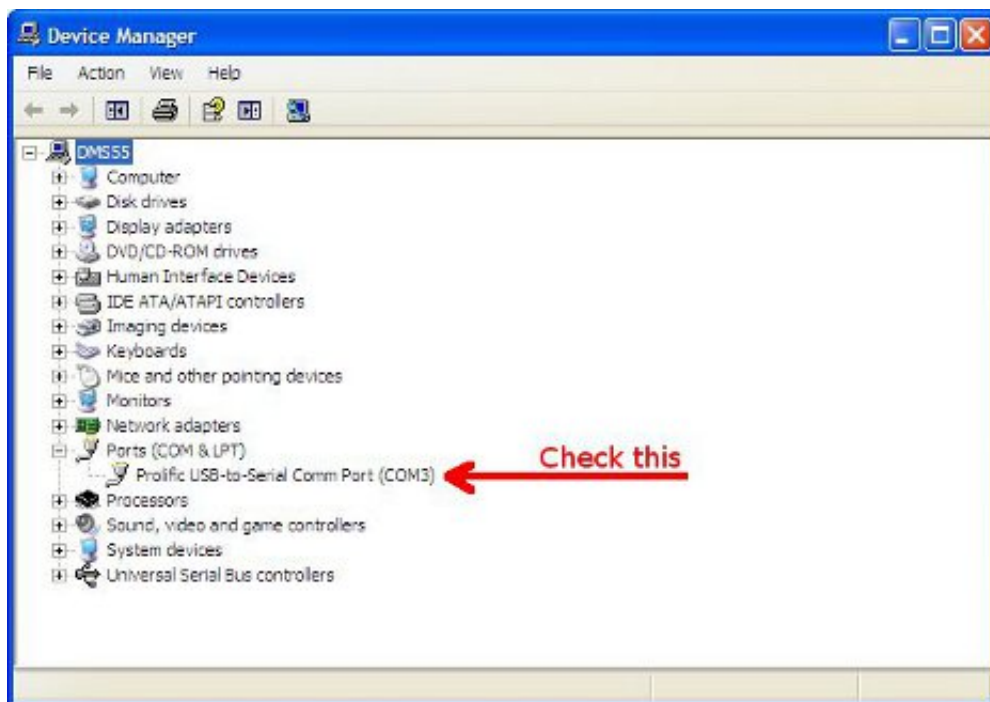 Device Manager
File Action View Help
DMS55
Computer
Disk drives
Display adapters
DVD/CD-ROM drives
Human Interface Devices
IDE ATA/ATAPI controllers
Imaging devices
Keyboards
Mice and other pointing devices
Monitors
Network adapters
Ports (COM & LPT)
Prolific USB-to-Serial Comm Port (COM3)
Check this
Processors
Sound, video and game controllers
System devices
Universal Serial Bus controllers